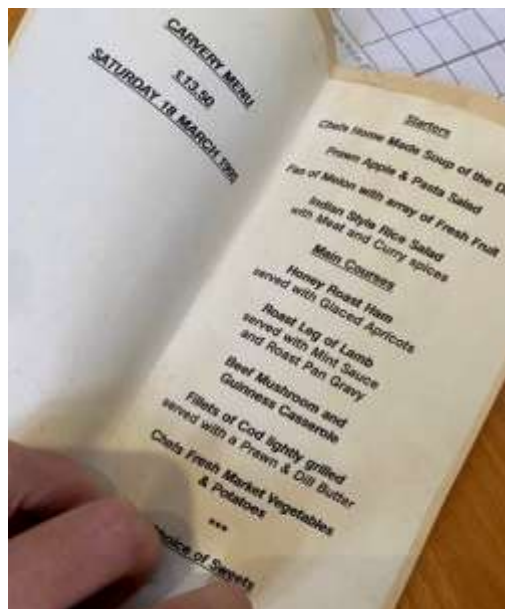 CARVERY MENU
£13.50
SATURDAY 18 MARCH
Starters
Chefs Home Made Soup of the
Prawn Apple & Pasta Salad
Fan of Melon with array of Fresh Fruit
Indian Style Rice Salad
with Meat and Curry spices
Main Courses
Honey Roast Ham
served with Glaced Apricots
Roast Leg of Lamb
served with Mint Sauce
and Roast Pan Gravy
Beef Mushroom and
Guinness Casserole
Fillets of Cod lightly grilled
served with a Prawn & Dill Butter
Chefs Fresh Market Vegetables
& Potatoes
***
of Sweets